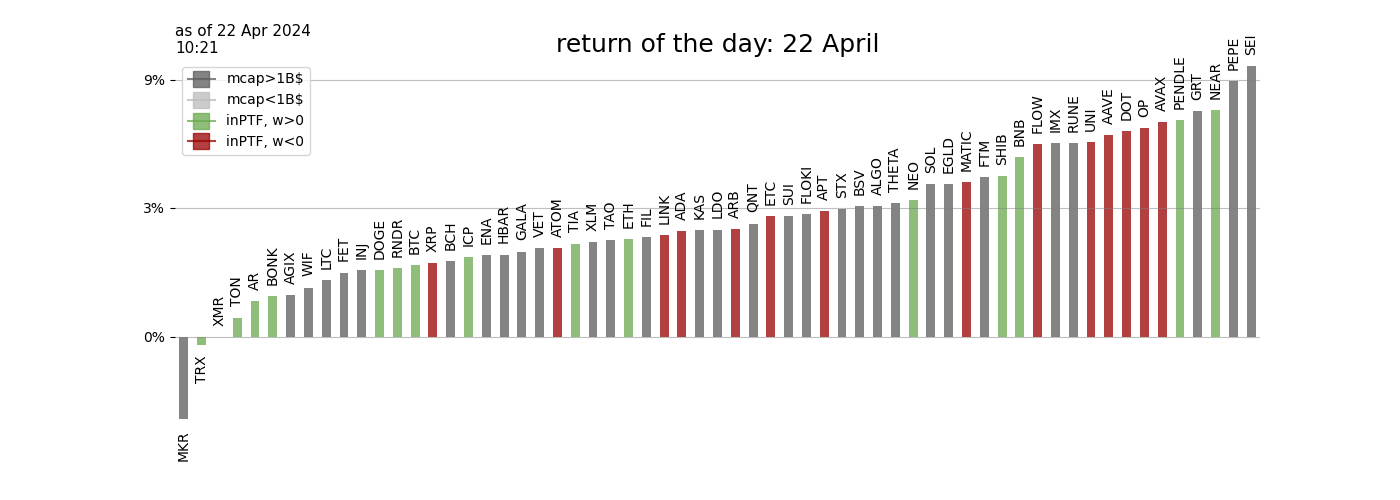 as of 22 Apr 2024
10:21
return of the day: 22 April
mcap>1B$
mcap<1B$
inPTF, w>0
inPTF, w<0
9%
3%
0%
MKR
TRX
XMR
TON
AR
BONK
AGIX
WIF
LTC
FET
INJ
DOGE
RNDR
BTC
XRP
BCH
ICP
ENA
HBAR
GALA
VET
ATOM
TIA
XLM
TAO
ETH
FIL
LINK
ADA
KAS
LDO
ARB
QNT
ETC
SUI
FLOKI
APT
STX
BSV
ALGO
THETA
NEO
SOL
EGLD
MATIC
FTM
SHIB
BNB
FLOW
IMX
RUNE
UNI
AAVE
DOT
OP
AVAX
PENDLE
GRT
NEAR
PEPE
SEI